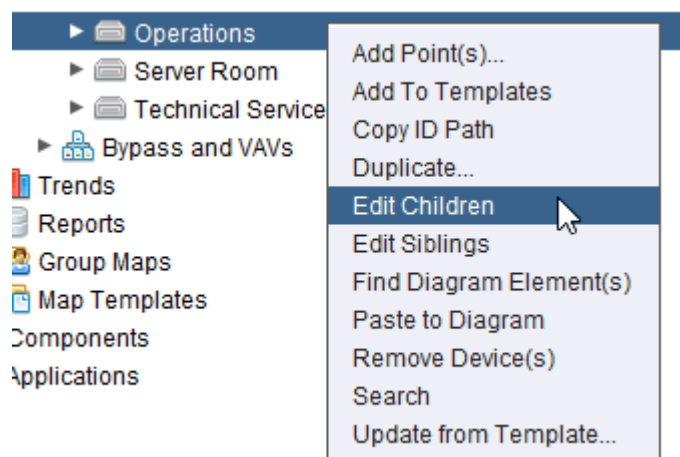 Operations
Server Room
Technical Service
Bypass and VAVs
Trends
Reports
Group Maps
Map Templates
Components
Applications
Add Point(s)...
Add To Templates
Copy ID Path
Duplicate...
Edit Children
Edit Siblings
Find Diagram Element(s)
Paste to Diagram
Remove Device(s)
Search
Update from Template...